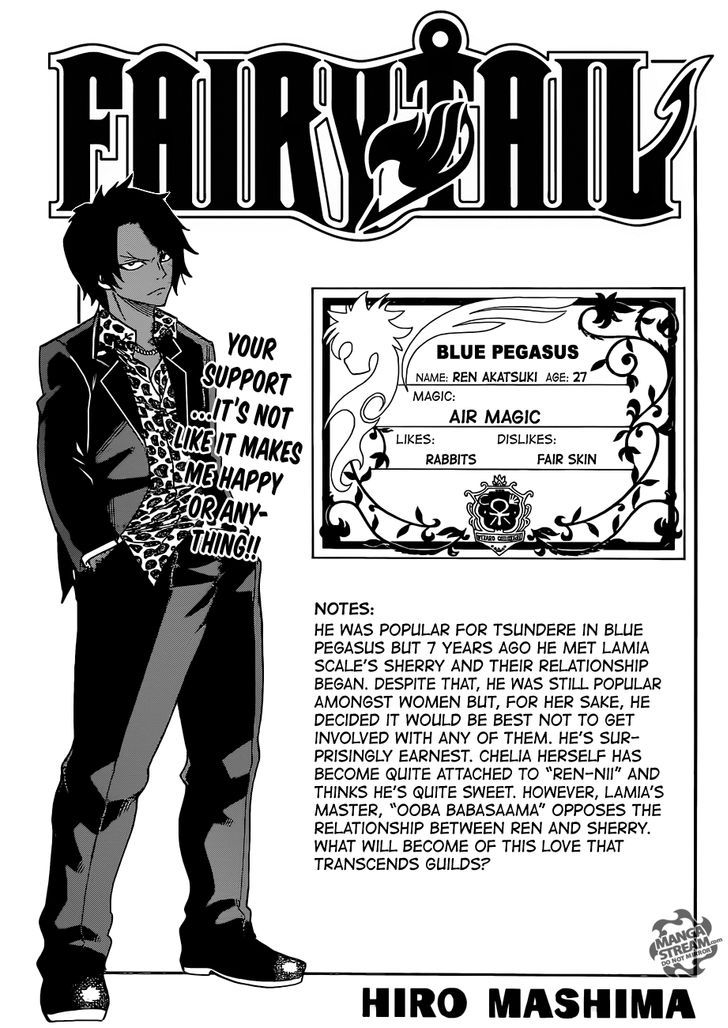 FAIRY TAIL
YOUR
SUPPORT
...IT'S NOT
LIKE IT MAKES
ME HAPPY
OR ANY-
THING!!
BLUE PEGASUS
NAME: REN AKATSUKI AGE: 27
MAGIC:
AIR MAGIC
LIKES: DISLIKES:
RABBITS FAIR SKIN
NOTES:
HE WAS POPULAR FOR TSUNDERE IN BLUE
PEGASUS BUT 7 YEARS AGO HE MET LAMIA
SCALE'S SHERRY AND THEIR RELATIONSHIP
BEGAN. DESPITE THAT, HE WAS STILL POPULAR
AMONGST WOMEN BUT, FOR HER SAKE, HE
DECIDED IT WOULD BE BEST NOT TO GET
INVOLVED WITH ANY OF THEM. HE'S SUR-
PRISINGLY EARNEST. CHELIA HERSELF HAS
BECOME QUITE ATTACHED TO "REN-NII" AND
THINKS HE'S QUITE SWEET. HOWEVER, LAMIA'S
MASTER, "OOBA BABASAAMA" OPPOSES THE
RELATIONSHIP BETWEEN REN AND SHERRY.
WHAT WILL BECOME OF THIS LOVE THAT
TRANSCENDS GUILDS?
MANGA
STREAM.com
DO NOT MIRROR
HIRO MASHIMA